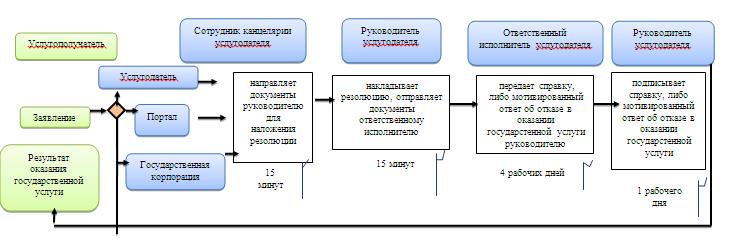 Услугополучатель
Сотрудник канцелярии
услугодателя
Руководитель
услугодателя
Ответственный
исполнитель услугодателя
Руководитель
услугодателя
Услугодатель
Заявление
Портал
Государственная
корпорация
Результат
оказания
государственной
услуги
направляет
документы
руководителю
для
наложения
резолюции
накладывает
резолюцию, отправляет
документы
ответственному
исполнителю
передает справку,
либо мотивированный
ответ об отказе в
оказании
государстенной услуги
руководителю
подписывает
справку, либо
мотивированный
ответ об отказе в
оказании
государстенной
услуги
15
минут
15 минут
4 рабочих дней
1 рабочего
дня